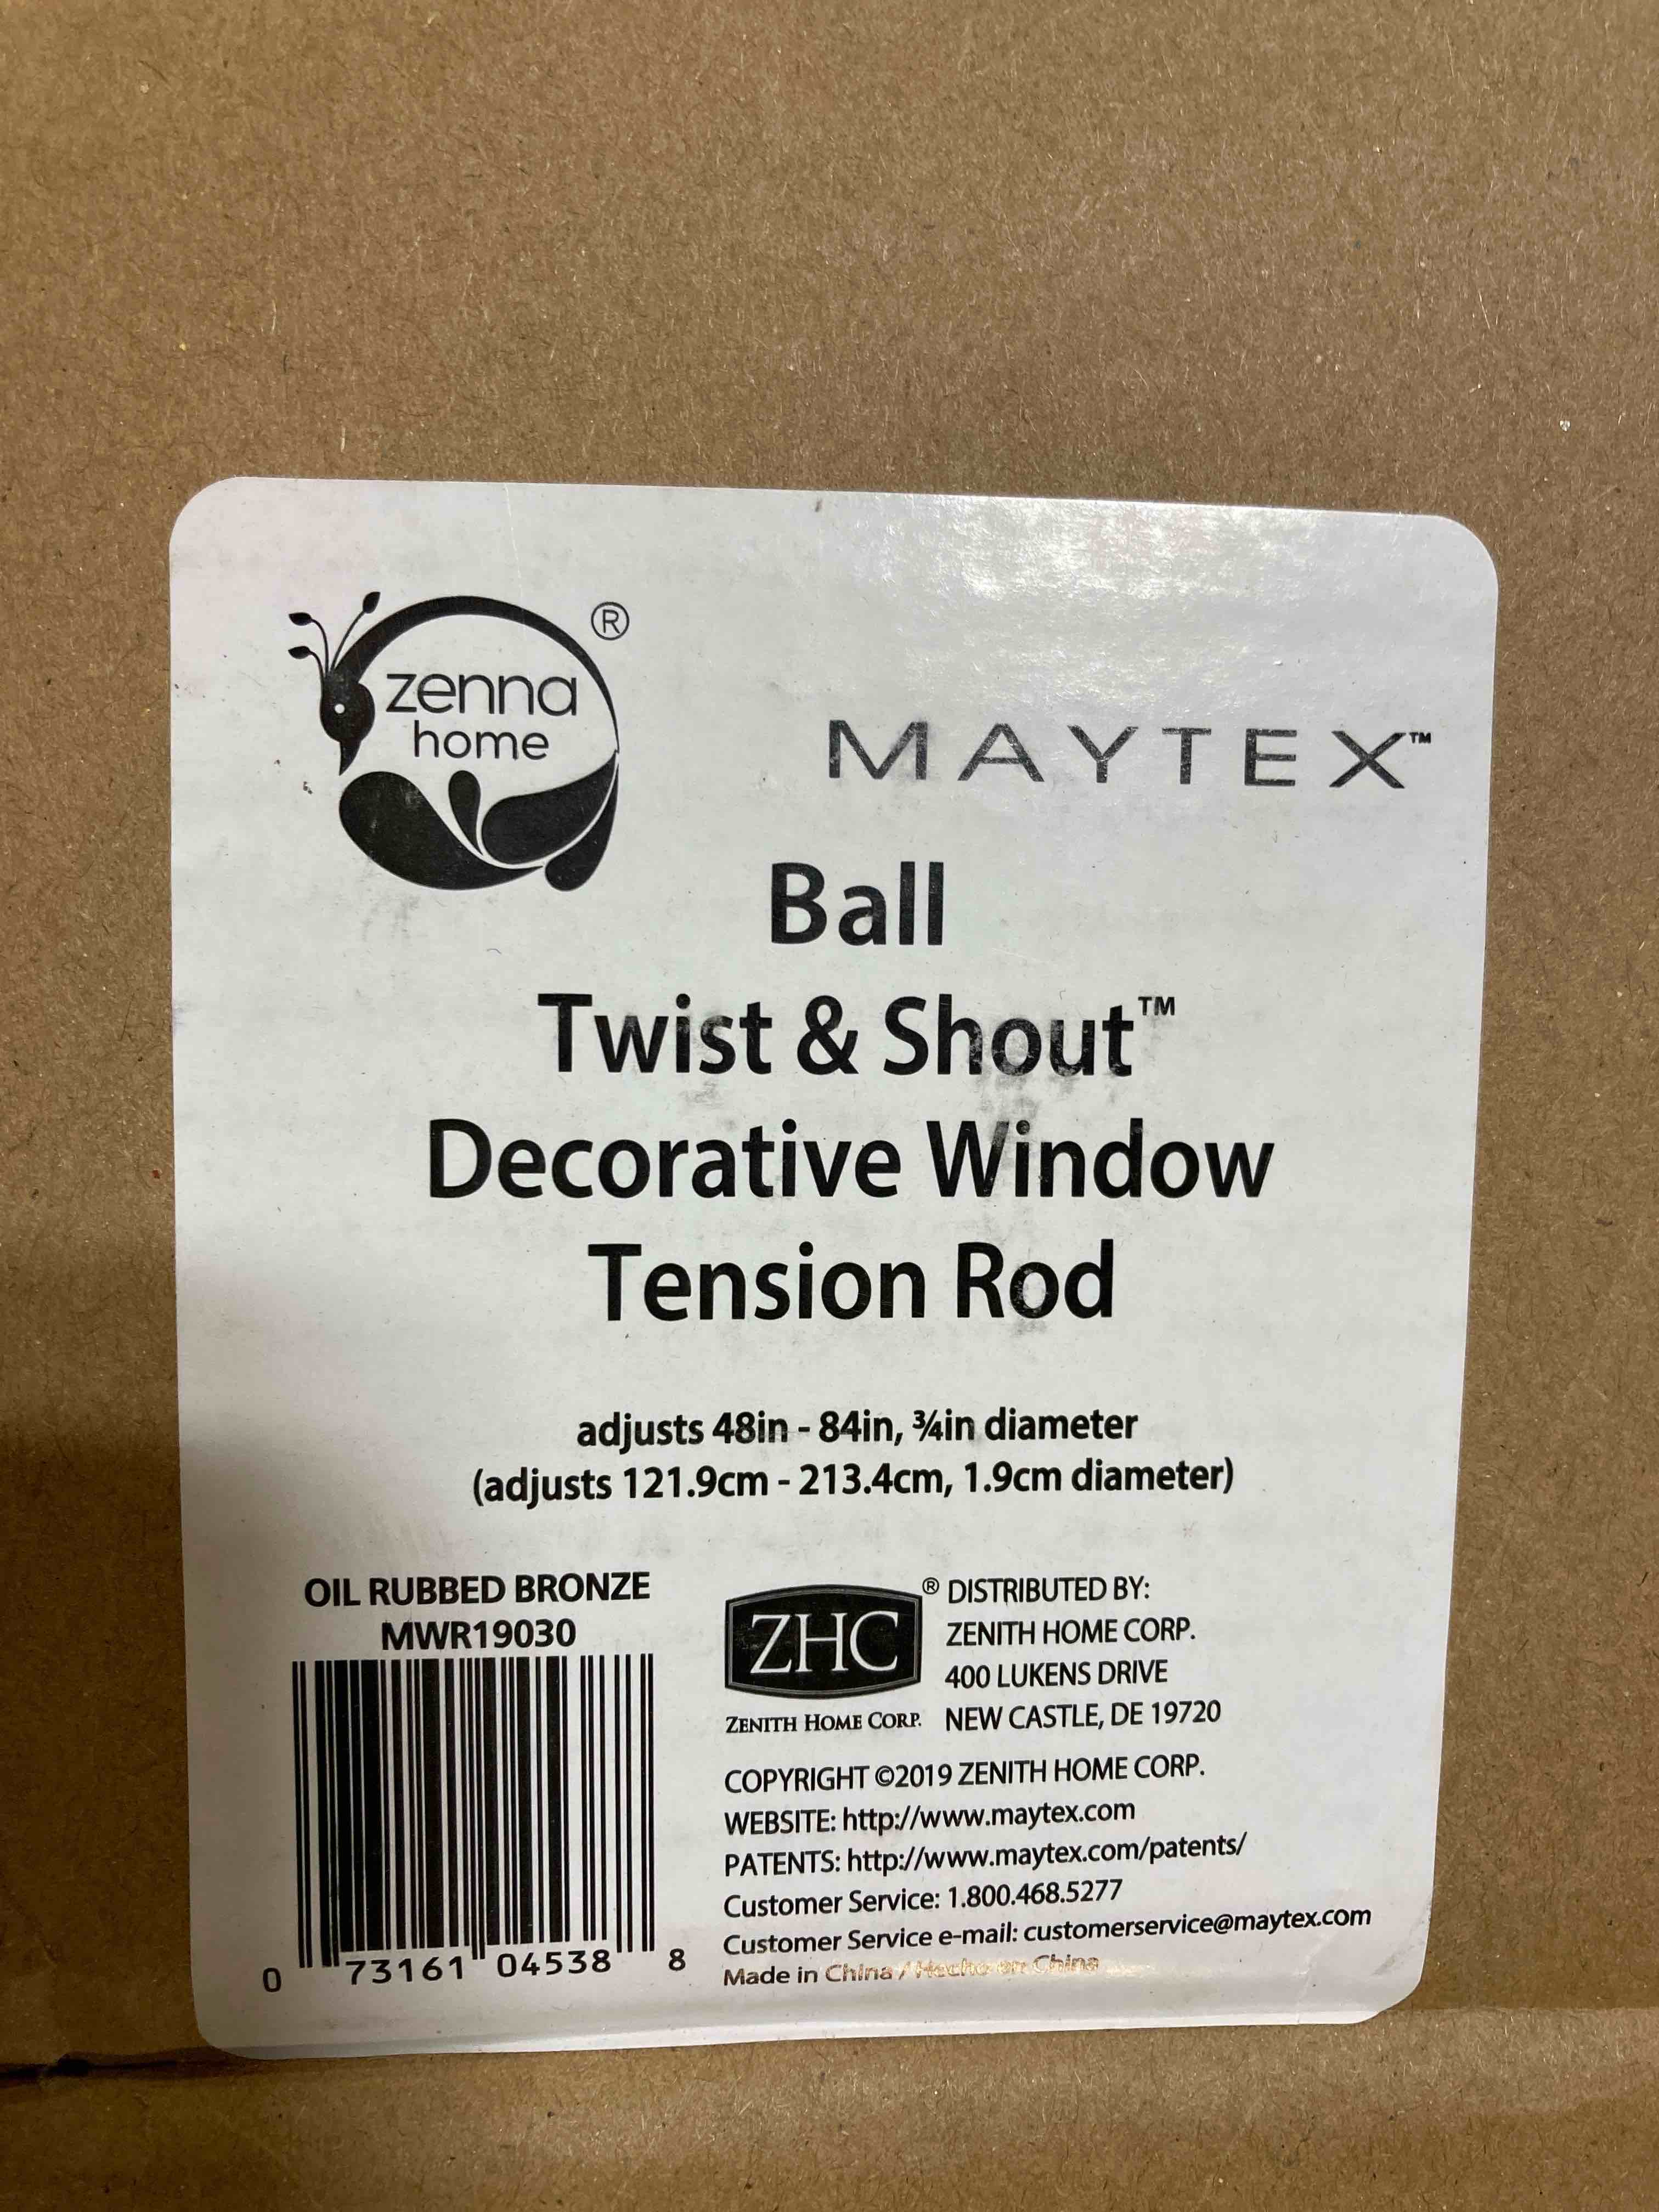 zenna
home
®
MAYTEX™
Ball
Twist & Shout™
Decorative Window
Tension Rod
adjusts 48in - 84in, ¾in diameter
(adjusts 121.9cm - 213.4cm, 1.9cm diameter)
OIL RUBBED BRONZE
MWR19030
0 73161 04538 8
ZHC®
ZENITH HOME CORP.
DISTRIBUTED BY:
ZENITH HOME CORP.
400 LUKENS DRIVE
NEW CASTLE, DE 19720
COPYRIGHT ©2019 ZENITH HOME CORP.
WEBSITE: http://www.maytex.com
PATENTS: http://www.maytex.com/patents/
Customer Service: 1.800.468.5277
Customer Service e-mail: customerservice@maytex.com
Made in China / Hecho en China